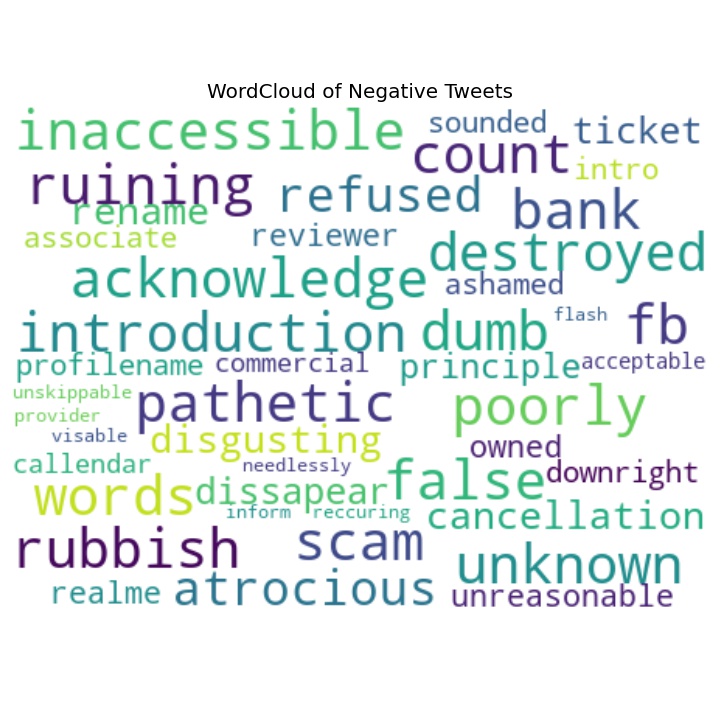 WordCloud of Negative Tweets
inaccessible sounded ticket
count intro
ruining refused bank
rename
associate reviewer destroyed
acknowledge ashamed
introduction dumb flash fb
profilename commercial principle acceptable
unskippable pathetic poorly
provider
visable disgusting owned
callendar needlessly false downright
words dissapear
inform reccuring cancellation
rubbish scam unknown
realme atrocious unreasonable